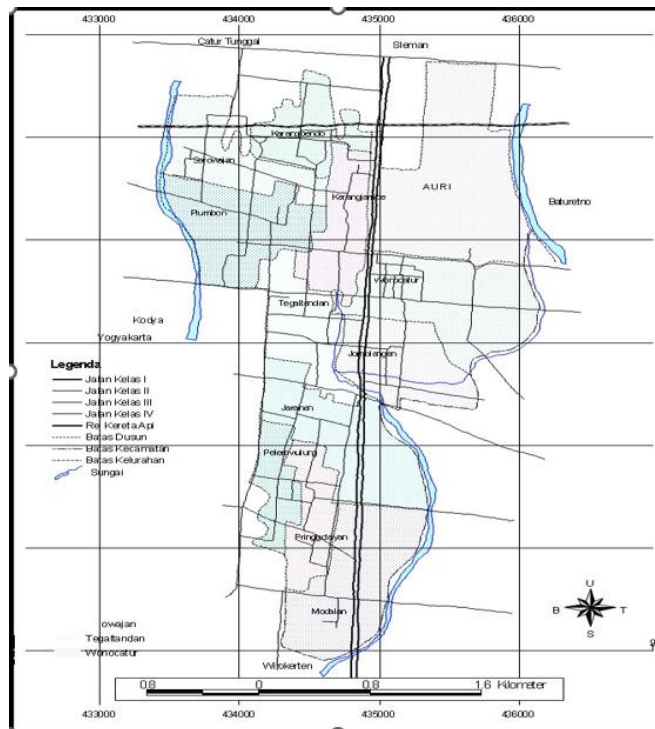 433000 434000 435000 436000
Catur Tunggal
Sleman
Karangbendo
Sorowajan
Karangjambe
AURI
Plumbon
Baturetno
Wonocatur
Tegaltandan
Kodya
Yogyakarta
Jomblangan
Legenda
Jalan Kelas I
Jalan Kelas II
Jalan Kelas III
Jalan Kelas IV
Rel Kereta Api
Batas Dusun
Batas Kecamatan
Batas Kelurahan
Sungai
Jaranan
Pelemwulung
Pringgolayan
Modalan
U
B T
S
owajan
Tegaltandan
Wonocatur
Wirokerten
0.8 0 0.8 1.6 Kilometer
433000 434000 435000 436000